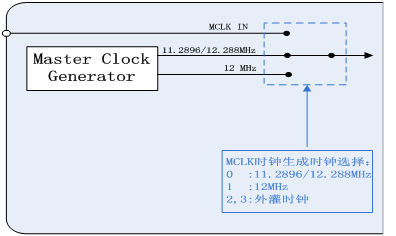 MCLK IN
11.2896/12.288MHz
Master Clock
Generator
12 MHz
MCLK时钟生成时钟选择:
0 :11.2896/12.288MHz
1 :12MHz
2,3:外灌时钟